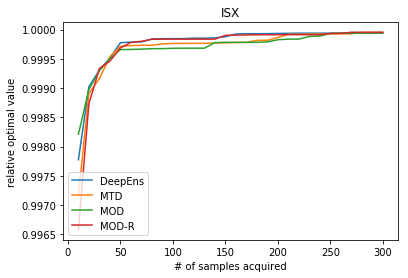 ISX
relative optimal value
1.0000
0.9995
0.9990
0.9985
0.9980
0.9975
0.9970
0.9965
DeepEns
MTD
MOD
MOD-R
0 50 100 150 200 250 300
# of samples acquired